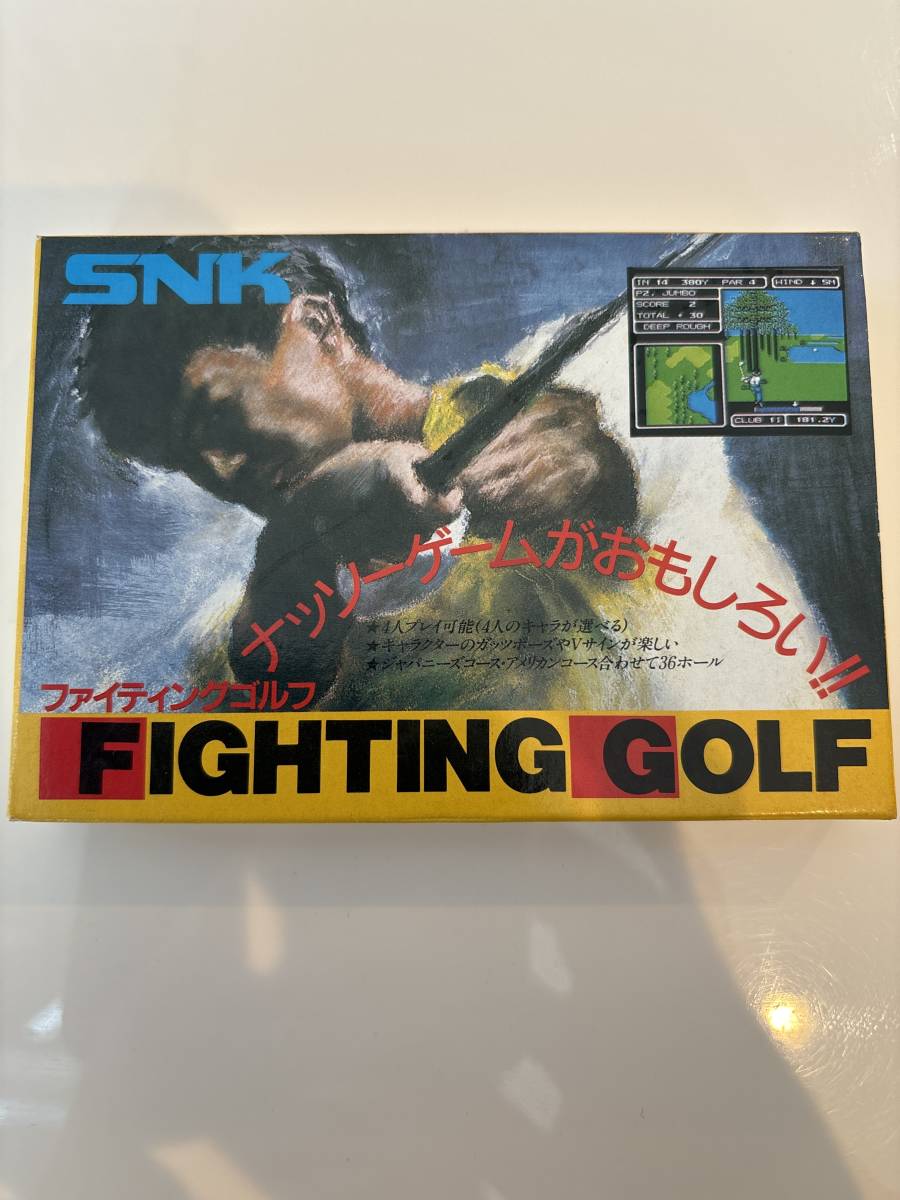 SNK
IN 14 380Y PAR 4
WIND ↓ 5M
P2. JUMBO
SCORE 2
TOTAL + 30
DEEP ROUGH
CLUB 1I
181.2Y
ナッソーゲームがおもしろい!!
★4人プレイ可能(4人のキャラが選べる)
★キャラクターのガッツポーズやVサインが楽しい
★ジャパニーズコース・アメリカンコース合わせて36ホール
ファイティングゴルフ
FIGHTING GOLF